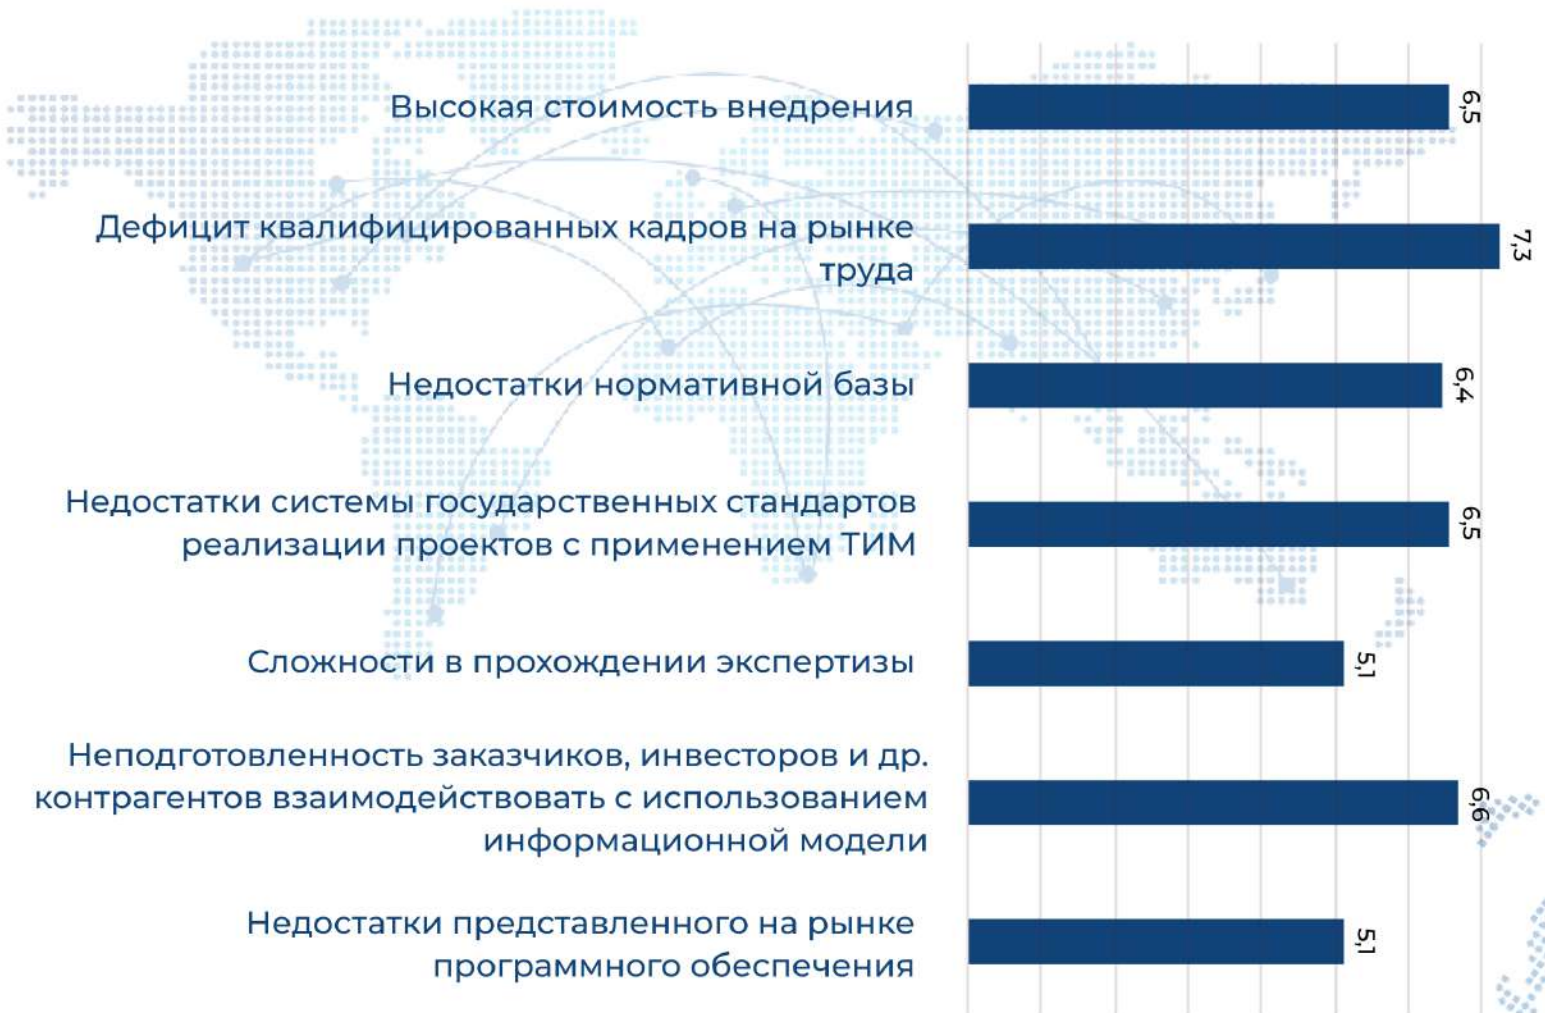 Высокая стоимость внедрения
6,5
Дефицит квалифицированных кадров на рынке
труда
7,3
Недостатки нормативной базы
6,4
Недостатки системы государственных стандартов
реализации проектов с применением ТИМ
6,5
Сложности в прохождении экспертизы
5,1
Неподготовленность заказчиков, инвесторов и др.
контрагентов взаимодействовать с использованием
информационной модели
6,6
Недостатки представленного на рынке
программного обеспечения
5,1